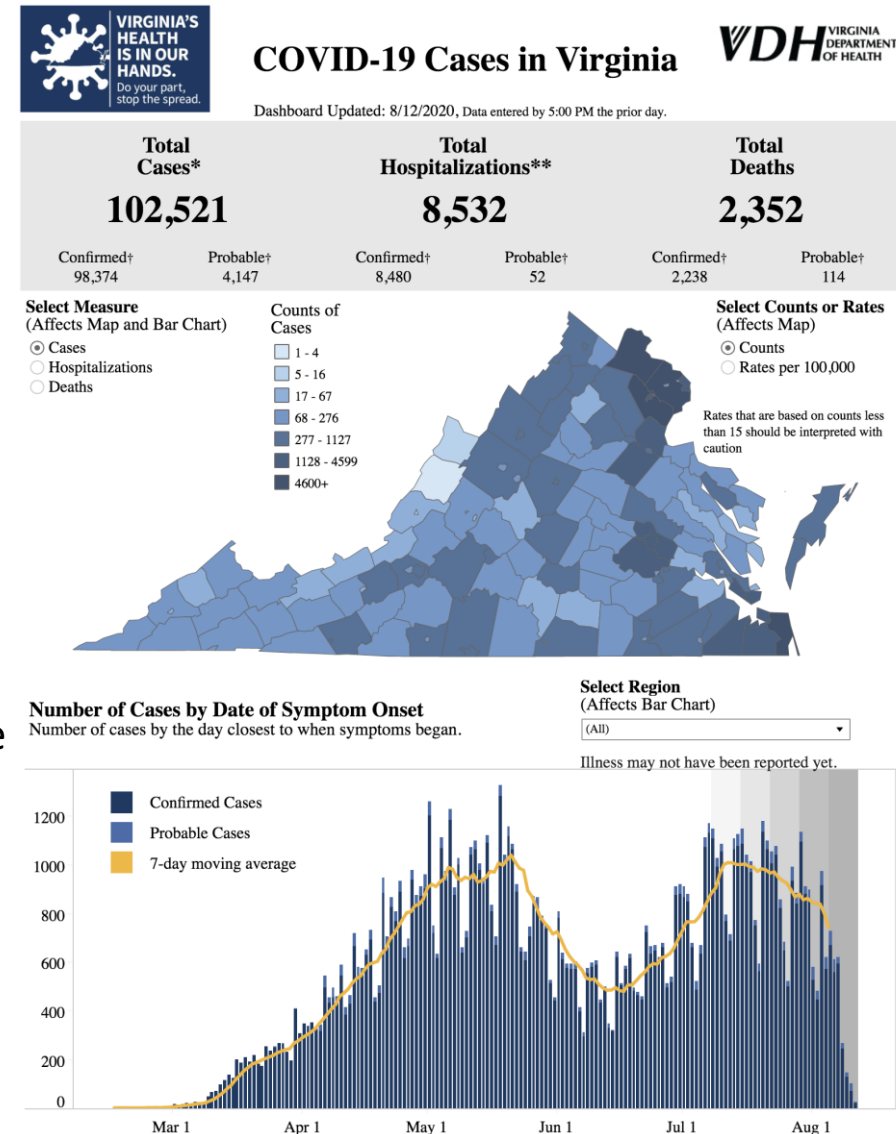 VIRGINIA'S
HEALTH
IS IN OUR
HANDS.
Do your part,
stop the spread.
COVID-19 Cases in Virginia
VDH VIRGINIA
DEPARTMENT
OF HEALTH
Dashboard Updated: 8/12/2020, Data entered by 5:00 PM the prior day.
Total
Cases*
102,521
Confirmed†
98,374
Probable†
4,147
Total
Hospitalizations**
8,532
Confirmed†
8,480
Probable†
52
Total
Deaths
2,352
Confirmed†
2,238
Probable†
114
Select Measure
(Affects Map and Bar Chart)
Cases
Hospitalizations
Deaths
Counts of
Cases
1 - 4
5 - 16
17 - 67
68 - 276
277 - 1127
1128 - 4599
4600+
Select Counts or Rates
(Affects Map)
Counts
Rates per 100,000
Rates that are based on counts less
than 15 should be interpreted with
caution
e
Number of Cases by Date of Symptom Onset
Number of cases by the day closest to when symptoms began.
Select Region
(Affects Bar Chart)
(All)
Illness may not have been reported yet.
Confirmed Cases
Probable Cases
7-day moving average
1200
1000
800
600
400
200
0
Mar 1 Apr 1 May 1 Jun 1 Jul 1 Aug 1